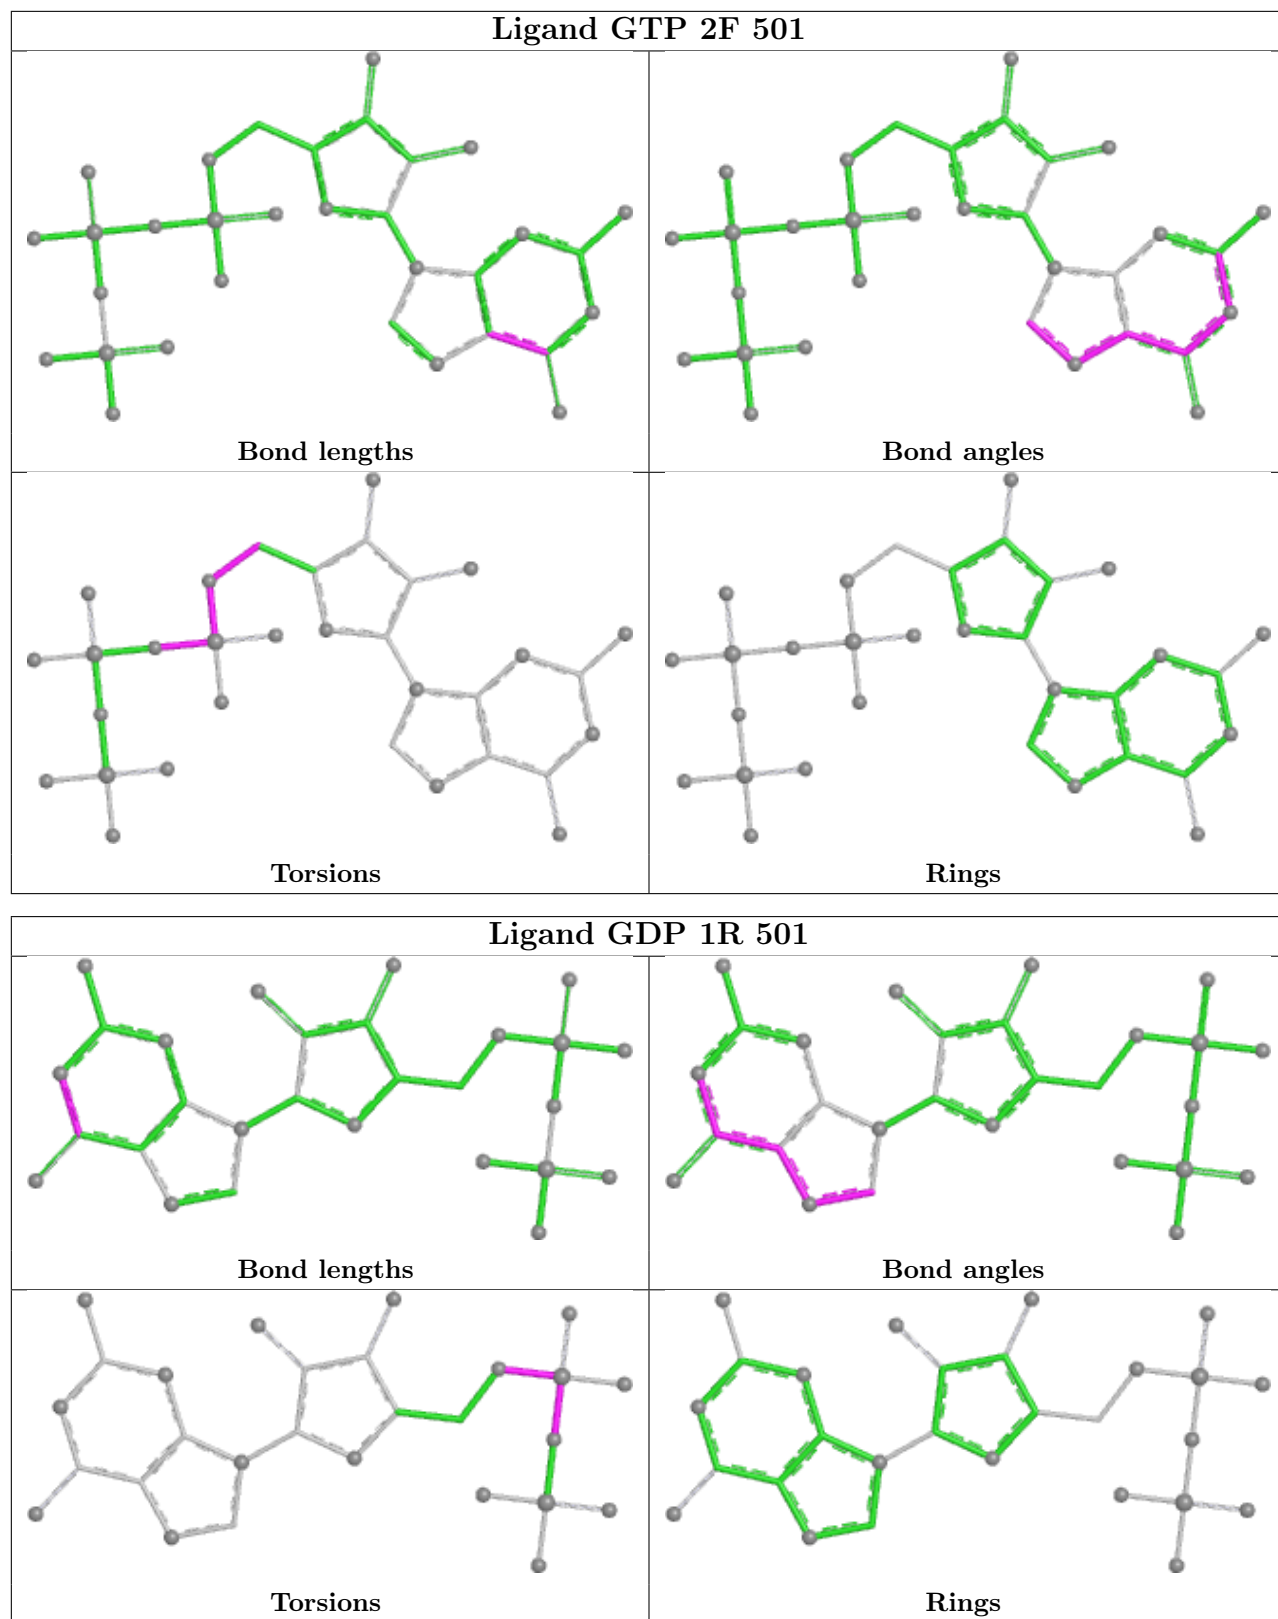 Ligand GTP 2F 501
Bond lengths
Bond angles
Torsions
Rings
Ligand GDP 1R 501
Bond lengths
Bond angles
Torsions
Rings